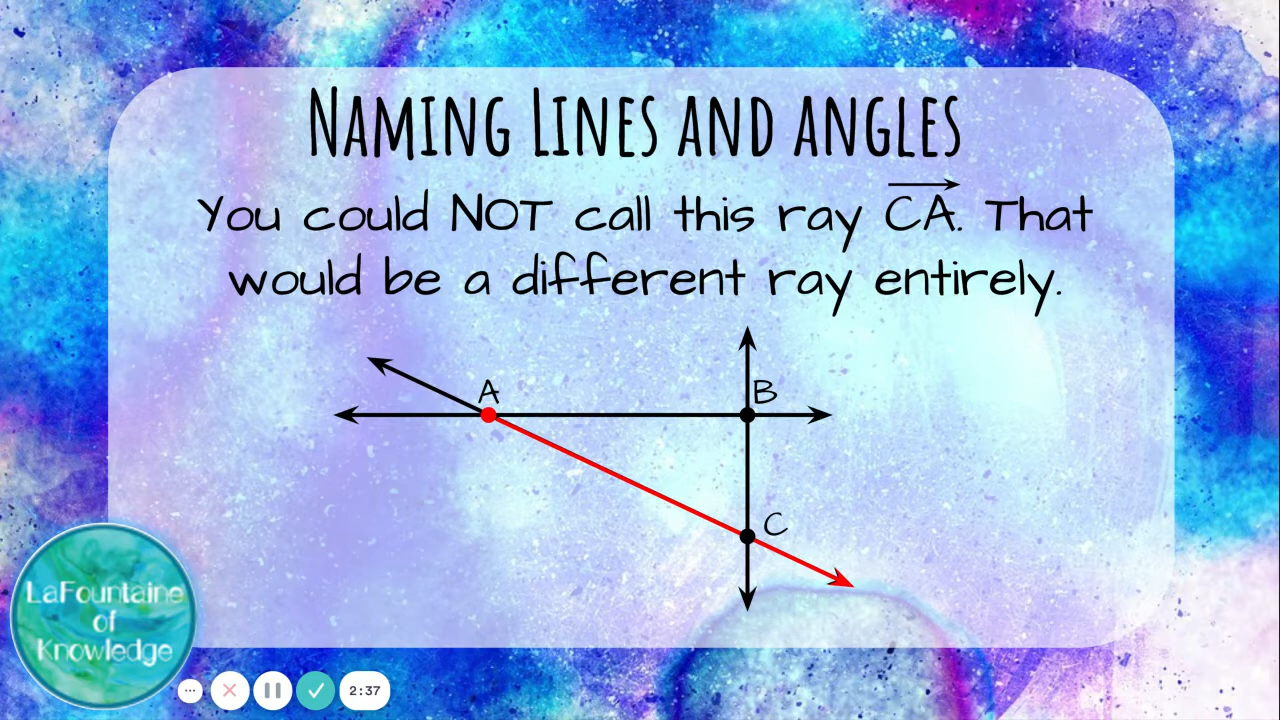 NAMING LINES AND ANGLES
You could NOT call this ray CA. That
would be a different ray entirely.
A
B
C
LaFountaine
of
Knowledge
2:37